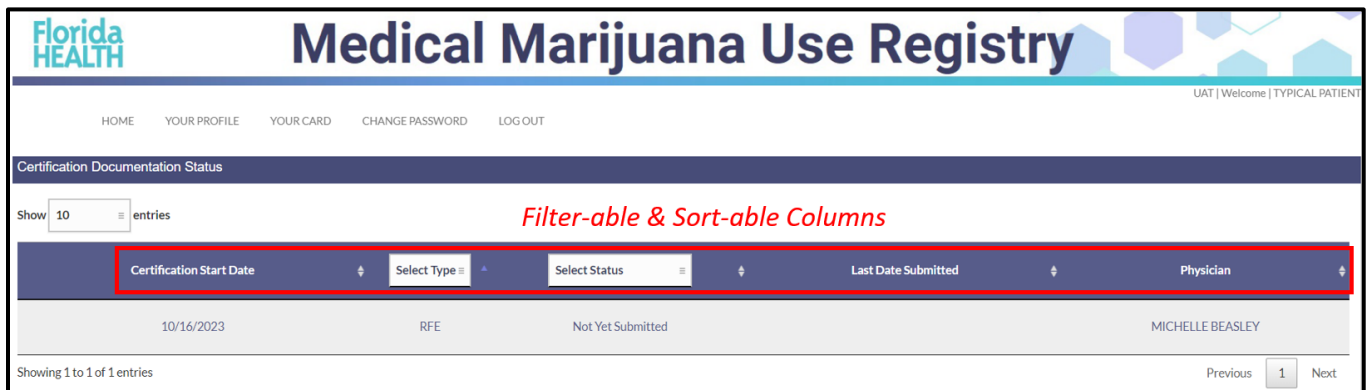 Florida
HEALTH
Medical Marijuana Use Registry
UAT | Welcome | TYPICAL PATIENT
HOME YOUR PROFILE YOUR CARD CHANGE PASSWORD LOG OUT
Certification Documentation Status
Show 10 entries
Filter-able & Sort-able Columns
Certification Start Date Select Type Select Status Last Date Submitted Physician
10/16/2023 RFE Not Yet Submitted MICHELLE BEASLEY
Showing 1 to 1 of 1 entries
Previous 1 Next